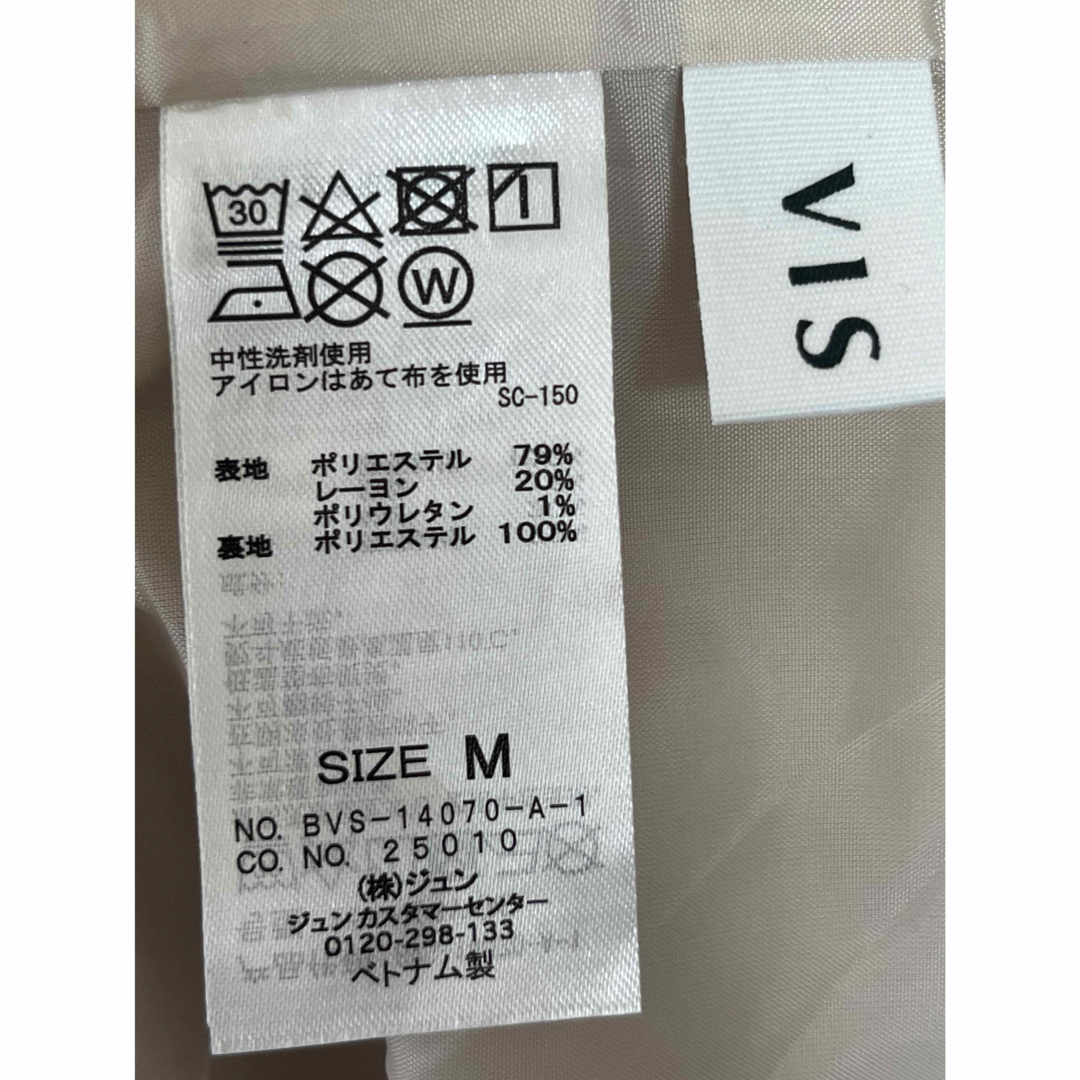 30
W
中性洗剤使用
アイロンはあて布を使用
SC-150
表地 ポリエステル 79%
レーヨン 20%
ポリウレタン 1%
裏地 ポリエステル 100%
SIZE M
NO. BVS-14070-A-1
CO. NO. 25010
(株)ジュン
ジュンカスタマーセンター
0120-298-133
ベトナム製
VIS